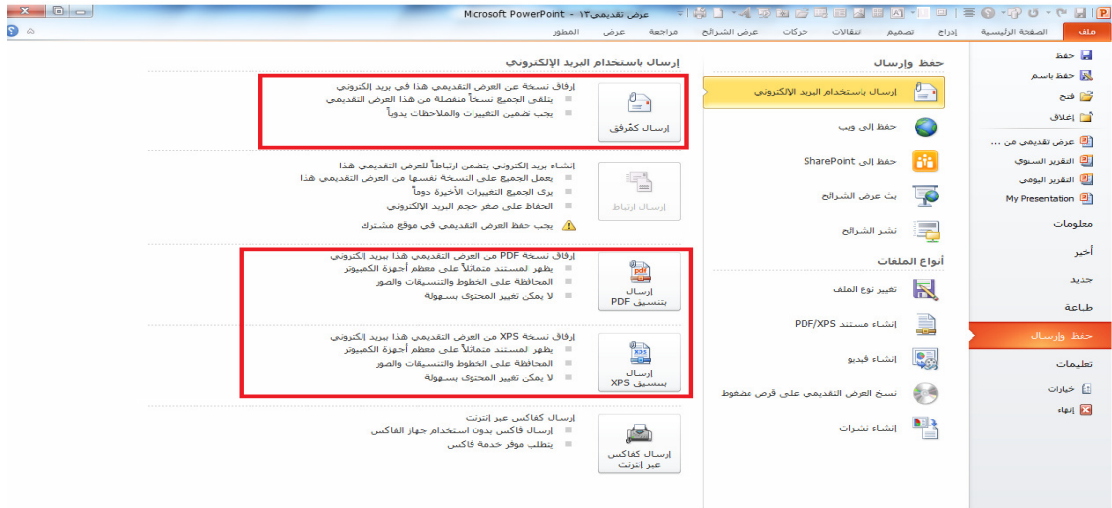 عرض تقديمي١٣ - Microsoft PowerPoint
ملف
الصفحة الرئيسية
إدراج
تصميم
تنقالات
حركات
عرض الشرائح
مراجعة
عرض
المطور
حفظ
حفظ باسم
فتح
إغلاق
عرض تقديمي من ...
التقرير السنوي
التقرير اليومي
My Presentation
معلومات
أخير
جديد
طباعة
حفظ وإرسال
تعليمات
خيارات
إنهاء
حفظ وإرسال
إرسال باستخدام البريد الإلكتروني
حفظ إلى ويب
حفظ إلى SharePoint
بث عرض الشرائح
نشر الشرائح
أنواع الملفات
تغيير نوع الملف
إنشاء مستند PDF/XPS
إنشاء فيديو
نسخ العرض التقديمي على قرص مضغوط
إنشاء نشرات
إرسال باستخدام البريد الإلكتروني
إرسال كمُرفق
إرفاق نسخة عن العرض التقديمي هذا في بريد إلكتروني
يتلقى الجميع نسخاً منفصلة من هذا العرض التقديمي
يجب تضمين التغييرت والملاحظات يدوياً
إرسال ارتباط
إنشاء بريد إلكتروني يتضمن ارتباطاً للعرض التقديمي هذا
يعمل الجميع على النسخة نفسها من العرض التقديمي هذا
يرى الجميع التغييرات الأخيرة دوماً
الحفاظ على صغر حجم البريد الإلكتروني
يجب حفظ العرض التقديمي في موقع مشترك
إرسال
بتنسيق PDF
إرفاق نسخة PDF من العرض التقديمي هذا ببريد إلكتروني
يظهر المستند متماثلاً على معظم أجهزة الكمبيوتر
المحافظة على الخطوط والتنسيقات والصور
لا يمكن تغيير المحتوى بسهولة
إرسال
بتنسيق XPS
إرفاق نسخة XPS من العرض التقديمي هذا ببريد إلكتروني
يظهر المستند متماثلاً على معظم أجهزة الكمبيوتر
المحافظة على الخطوط والتنسيقات والصور
لا يمكن تغيير المحتوى بسهولة
إرسال كفاكس
عبر إنترنت
إرسال كفاكس عبر إنترنت
إرسال فاكس بدون استخدام جهاز الفاكس
يتطلب موفر خدمة فاكس